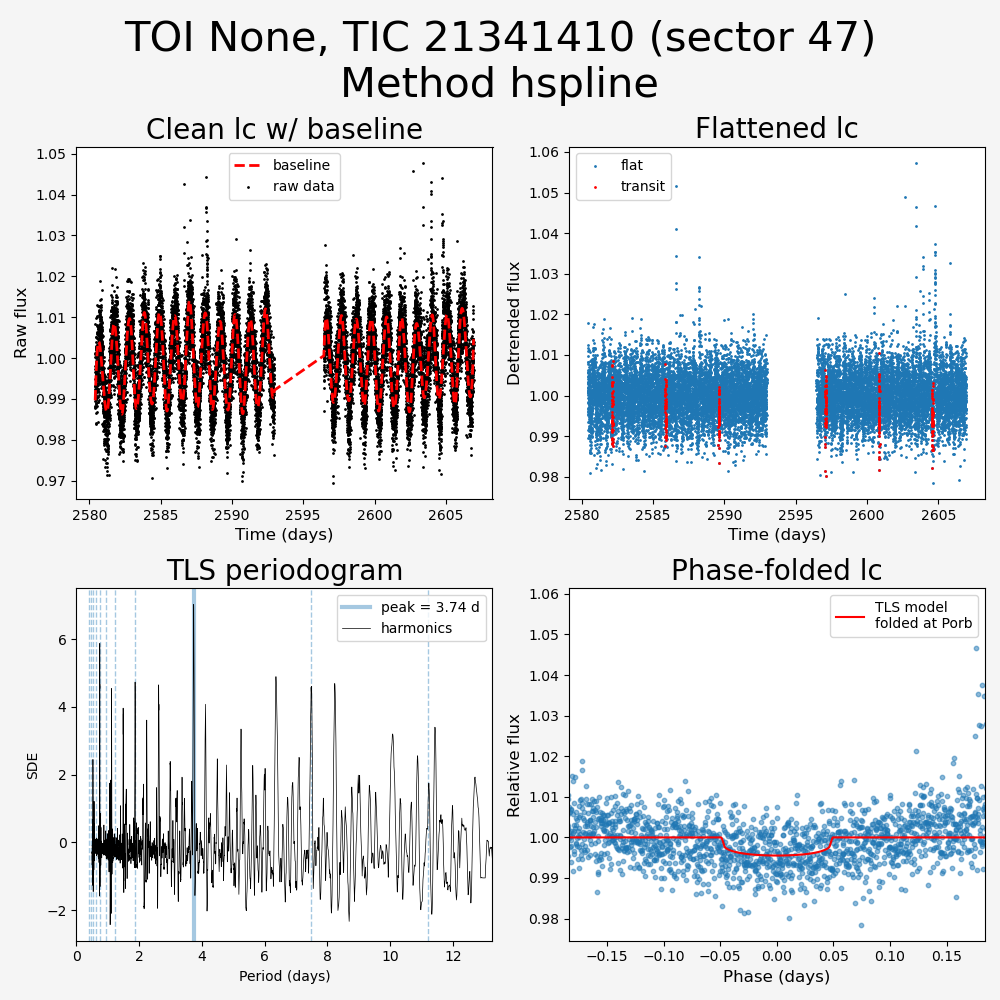 TOI None, TIC 21341410 (sector 47)
Method hspline
Clean lc w/ baseline
baseline
raw data
1.05
1.04
1.03
1.02
1.01
1.00
0.99
0.98
0.97
Raw flux
2580
2585
2590
2595
2600
2605
Time (days)
Flattened lc
flat
transit
1.06
1.05
1.04
1.03
1.02
1.01
1.00
0.99
0.98
Detrended flux
2580
2585
2590
2595
2600
2605
Time (days)
TLS periodogram
peak = 3.74 d
harmonics
6
4
2
0
−2
SDE
0
2
4
6
8
10
12
Period (days)
Phase-folded lc
TLS model
folded at Porb
1.06
1.05
1.04
1.03
1.02
1.01
1.00
0.99
0.98
Relative flux
−0.15
−0.10
−0.05
0.00
0.05
0.10
0.15
Phase (days)